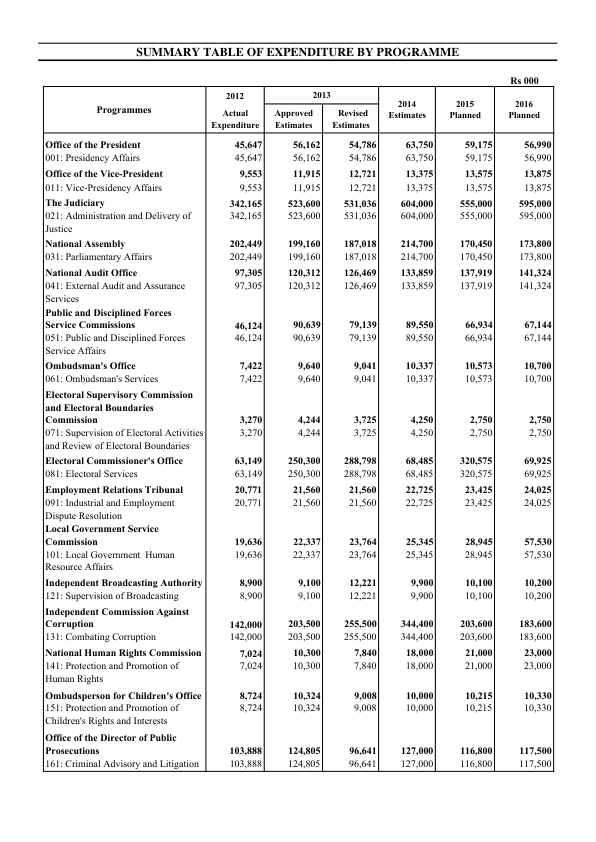 SUMMARY TABLE OF EXPENDITURE BY PROGRAMME
Rs 000
Programmes 2012 Actual Expenditure 2013 Approved Estimates Revised Estimates 2014 Estimates 2015 Planned 2016 Planned
Office of the President 45,647 56,162 54,786 63,750 59,175 56,990
001: Presidency Affairs 45,647 56,162 54,786 63,750 59,175 56,990
Office of the Vice-President 9,553 11,915 12,721 13,375 13,575 13,875
011: Vice-Presidency Affairs 9,553 11,915 12,721 13,375 13,575 13,875
The Judiciary 342,165 523,600 531,036 604,000 555,000 595,000
021: Administration and Delivery of 342,165 523,600 531,036 604,000 555,000 595,000
Justice
National Assembly 202,449 199,160 187,018 214,700 170,450 173,800
031: Parliamentary Affairs 202,449 199,160 187,018 214,700 170,450 173,800
National Audit Office 97,305 120,312 126,469 133,859 137,919 141,324
041: External Audit and Assurance 97,305 120,312 126,469 133,859 137,919 141,324
Services
Public and Disciplined Forces
Service Commissions 46,124 90,639 79,139 89,550 66,934 67,144
051: Public and Disciplined Forces 46,124 90,639 79,139 89,550 66,934 67,144
Service Affairs
Ombudsman's Office 7,422 9,640 9,041 10,337 10,573 10,700
061: Ombudsman's Services 7,422 9,640 9,041 10,337 10,573 10,700
Electoral Supervisory Commission
and Electoral Boundaries
Commission 3,270 4,244 3,725 4,250 2,750 2,750
071: Supervision of Electoral Activities 3,270 4,244 3,725 4,250 2,750 2,750
and Review of Electoral Boundaries
Electoral Commissioner's Office 63,149 250,300 288,798 68,485 320,575 69,925
081: Electoral Services 63,149 250,300 288,798 68,485 320,575 69,925
Employment Relations Tribunal 20,771 21,560 21,560 22,725 23,425 24,025
091: Industrial and Employment 20,771 21,560 21,560 22,725 23,425 24,025
Dispute Resolution
Local Government Service
Commission 19,636 22,337 23,764 25,345 28,945 57,530
101: Local Government Human 19,636 22,337 23,764 25,345 28,945 57,530
Resource Affairs
Independent Broadcasting Authority 8,900 9,100 12,221 9,900 10,100 10,200
121: Supervision of Broadcasting 8,900 9,100 12,221 9,900 10,100 10,200
Independent Commission Against
Corruption 142,000 203,500 255,500 344,400 203,600 183,600
131: Combating Corruption 142,000 203,500 255,500 344,400 203,600 183,600
National Human Rights Commission 7,024 10,300 7,840 18,000 21,000 23,000
141: Protection and Promotion of 7,024 10,300 7,840 18,000 21,000 23,000
Human Rights
Ombudsperson for Children's Office 8,724 10,324 9,008 10,000 10,215 10,330
151: Protection and Promotion of 8,724 10,324 9,008 10,000 10,215 10,330
Children's Rights and Interests
Office of the Director of Public
Prosecutions 103,888 124,805 96,641 127,000 116,800 117,500
161: Criminal Advisory and Litigation 103,888 124,805 96,641 127,000 116,800 117,500